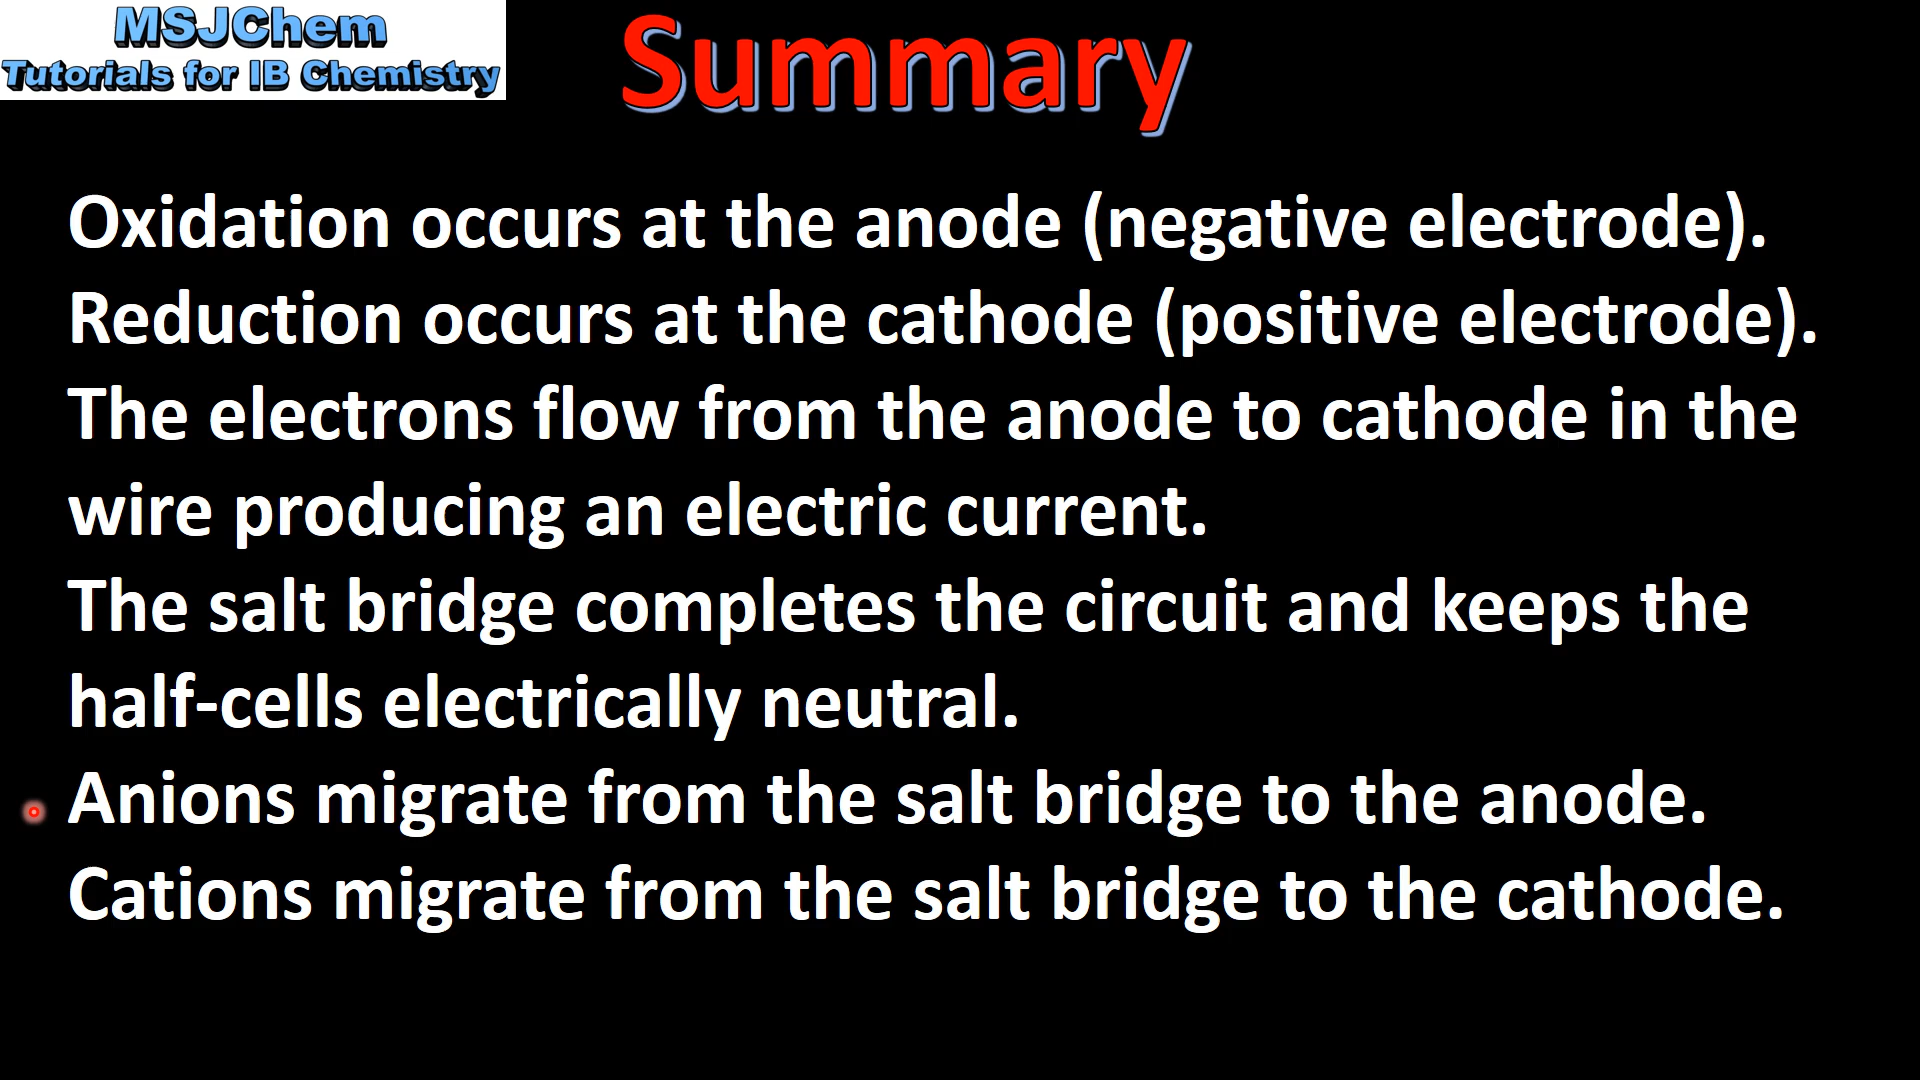 MSJChem
Tutorials for IB Chemistry
Summary
Oxidation occurs at the anode (negative electrode).
Reduction occurs at the cathode (positive electrode).
The electrons flow from the anode to cathode in the
wire producing an electric current.
The salt bridge completes the circuit and keeps the
half-cells electrically neutral.
Anions migrate from the salt bridge to the anode.
Cations migrate from the salt bridge to the cathode.